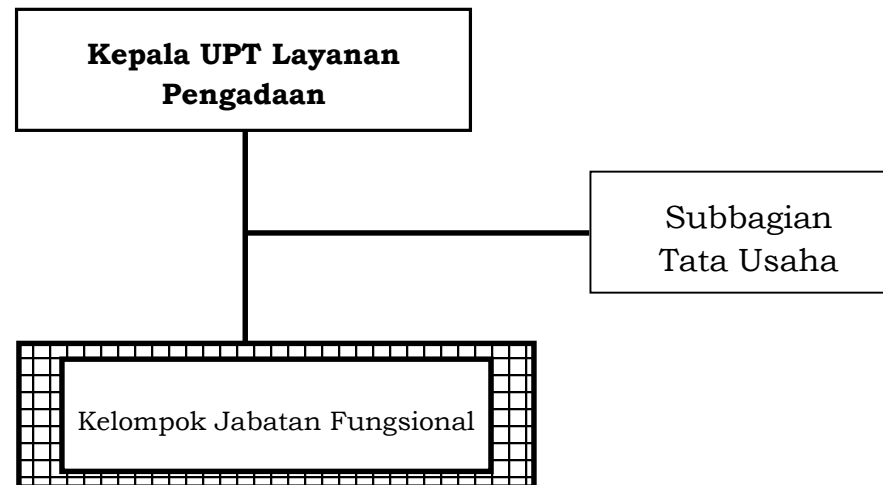 Kepala UPT Layanan
Pengadaan
Subbagian
Tata Usaha
Kelompok Jabatan Fungsional